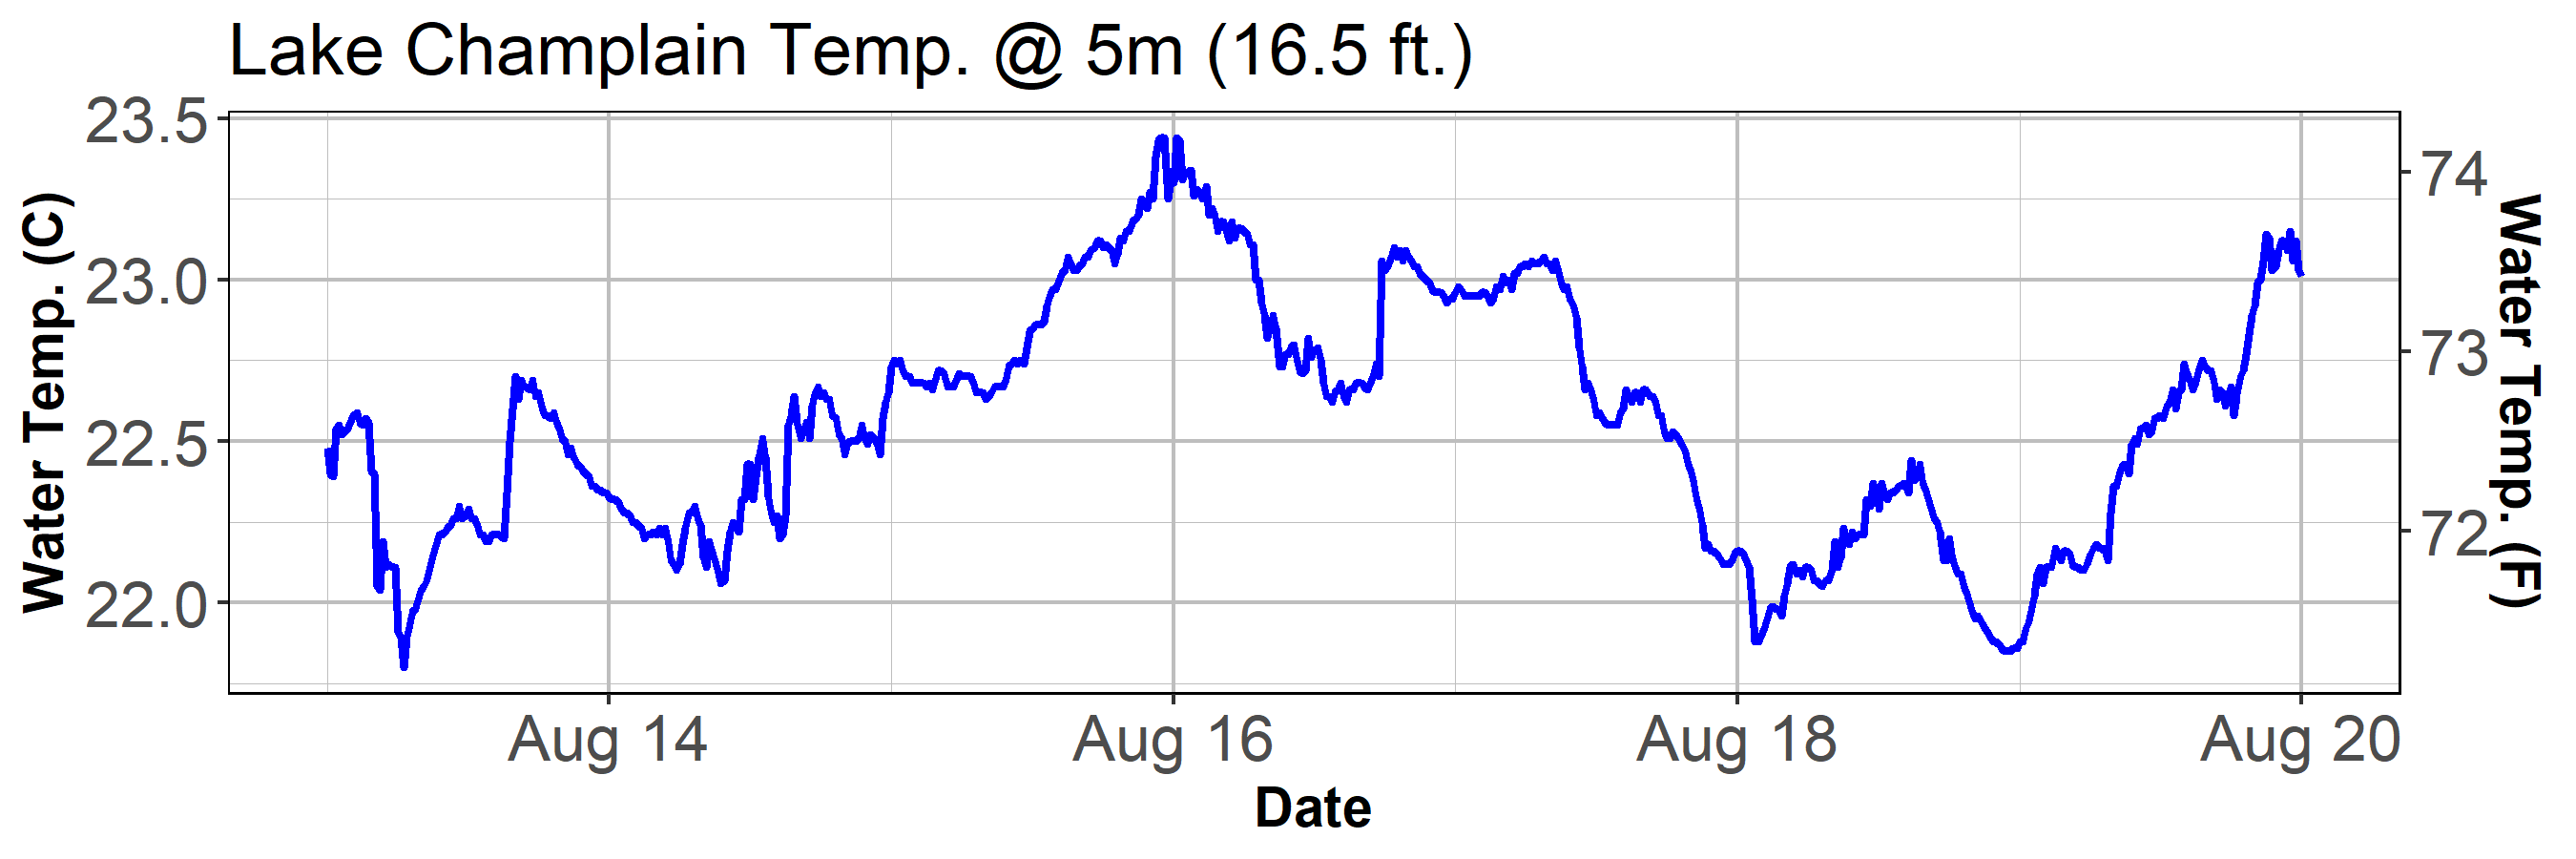 Lake Champlain Temp. @ 5m (16.5 ft.)
Water Temp. (C)
23.5
23.0
22.5
22.0
74
73
72
Water Temp. (F)
Aug 14 Aug 16 Aug 18 Aug 20
Date